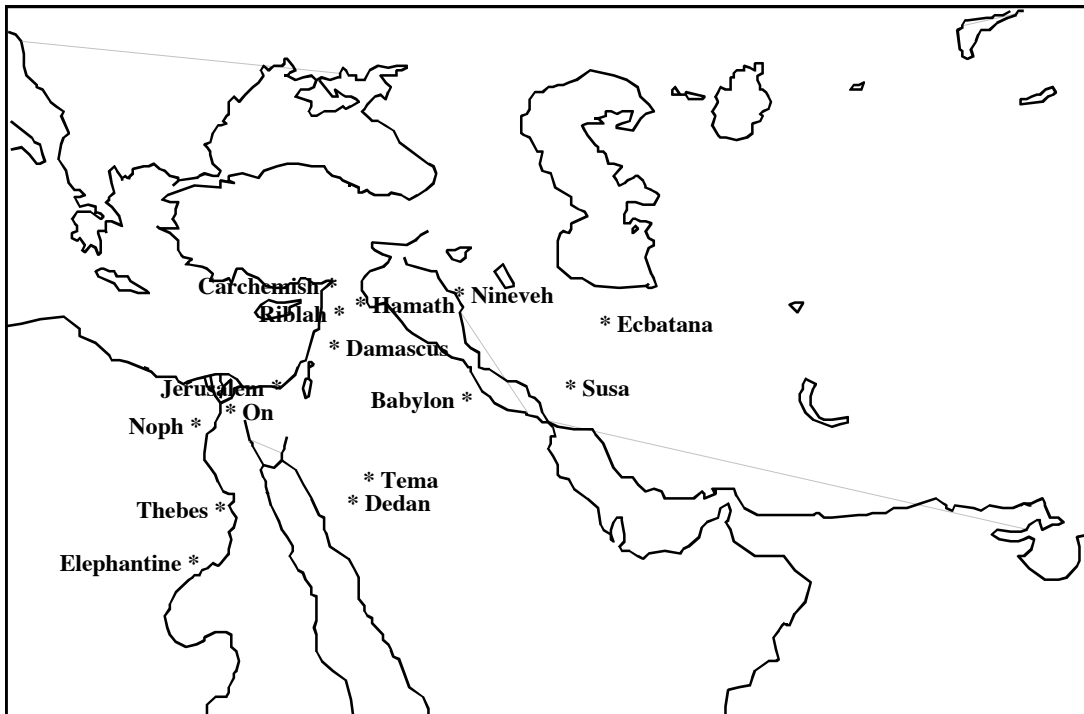 Carchemish *
* Nineveh
* Hamath
Riblah *
* Ecbatana
* Damascus
Jerusalem *
* Susa
Babylon *
* On
Noph *
* Tema
* Dedan
Thebes *
Elephantine *